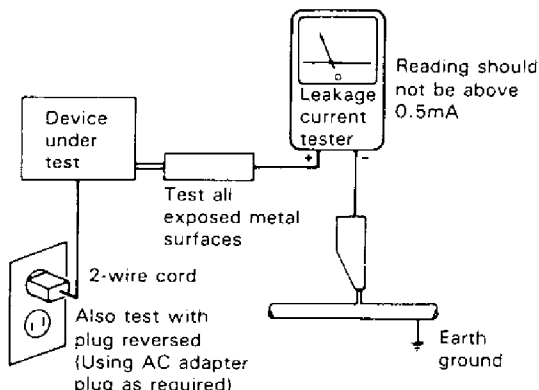 Device
under
test
Leakage
current
tester
+ -
Reading should
not be above
0.5mA
Test all
exposed metal
surfaces
2-wire cord
Also test with
plug reversed
(Using AC adapter
plug as required)
Earth
ground